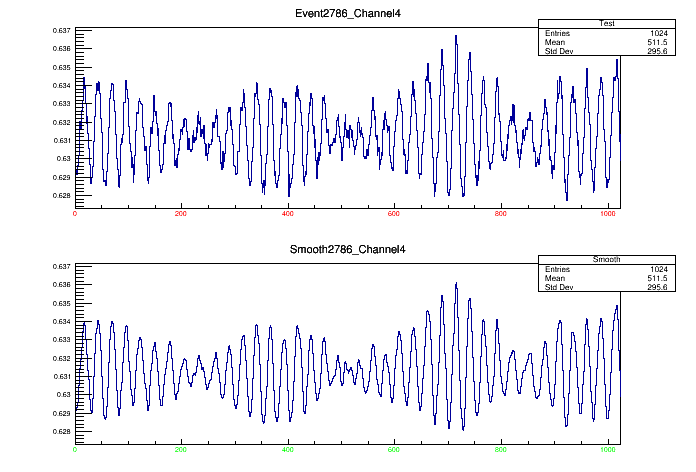 Event2786_Channel4
Test
Entries 1024
Mean 511.5
Std Dev 295.6
0.637
0.636
0.635
0.634
0.633
0.632
0.631
0.63
0.629
0.628
0 200 400 600 800 1000
Smooth2786_Channel4
Smooth
Entries 1024
Mean 511.5
Std Dev 295.6
0.637
0.636
0.635
0.634
0.633
0.632
0.631
0.63
0.629
0.628
0 200 400 600 800 1000